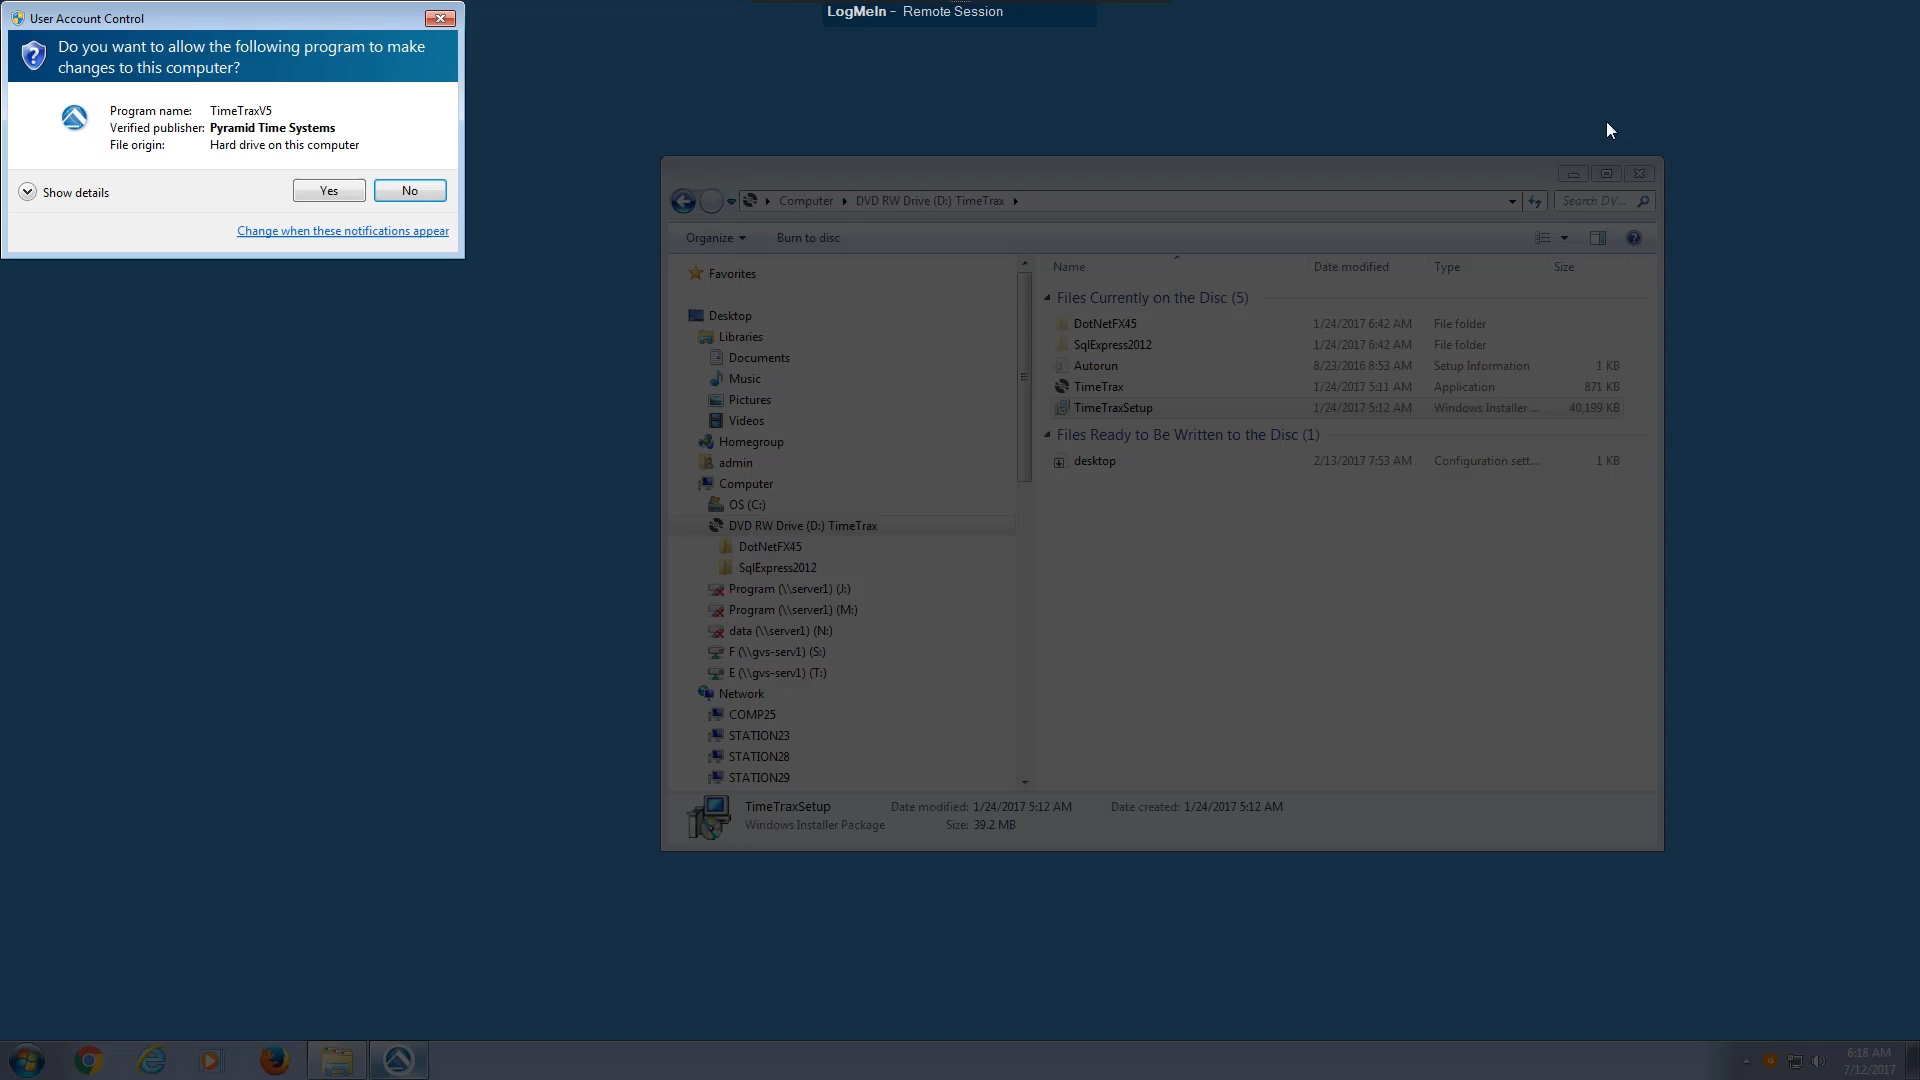 User Account Control
Do you want to allow the following program to make
changes to this computer?
Program name: TimeTraxV5
Verified publisher: Pyramid Time Systems
File origin: Hard drive on this computer
Show details
Yes
No
Change when these notifications appear
LogMeIn - Remote Session
Computer
DVD RW Drive (D:) TimeTrax
Search DV...
Organize
Burn to disc
Favorites
Desktop
Libraries
Documents
Music
Pictures
Videos
Homegroup
admin
Computer
OS (C:)
DVD RW Drive (D:) TimeTrax
DotNetFX45
SqlExpress2012
Program (\\server1) (J:)
Program (\\server1) (M:)
data (\\server1) (N:)
F (\\gvs-serv1) (S:)
E (\\gvs-serv1) (T:)
Network
COMP25
STATION23
STATION28
STATION29
Name Date modified Type Size
Files Currently on the Disc (5)
DotNetFX45 1/24/2017 6:42 AM File folder
SqlExpress2012 1/24/2017 6:42 AM File folder
Autorun 8/23/2016 8:53 AM Setup Information 1 KB
TimeTrax 1/24/2017 5:11 AM Application 871 KB
TimeTraxSetup 1/24/2017 5:12 AM Windows Installer ... 40,199 KB
Files Ready to Be Written to the Disc (1)
desktop 2/13/2017 7:53 AM Configuration sett... 1 KB
TimeTraxSetup Date modified: 1/24/2017 5:12 AM Date created: 1/24/2017 5:12 AM
Windows Installer Package Size: 39.2 MB
6:18 AM
7/12/2017